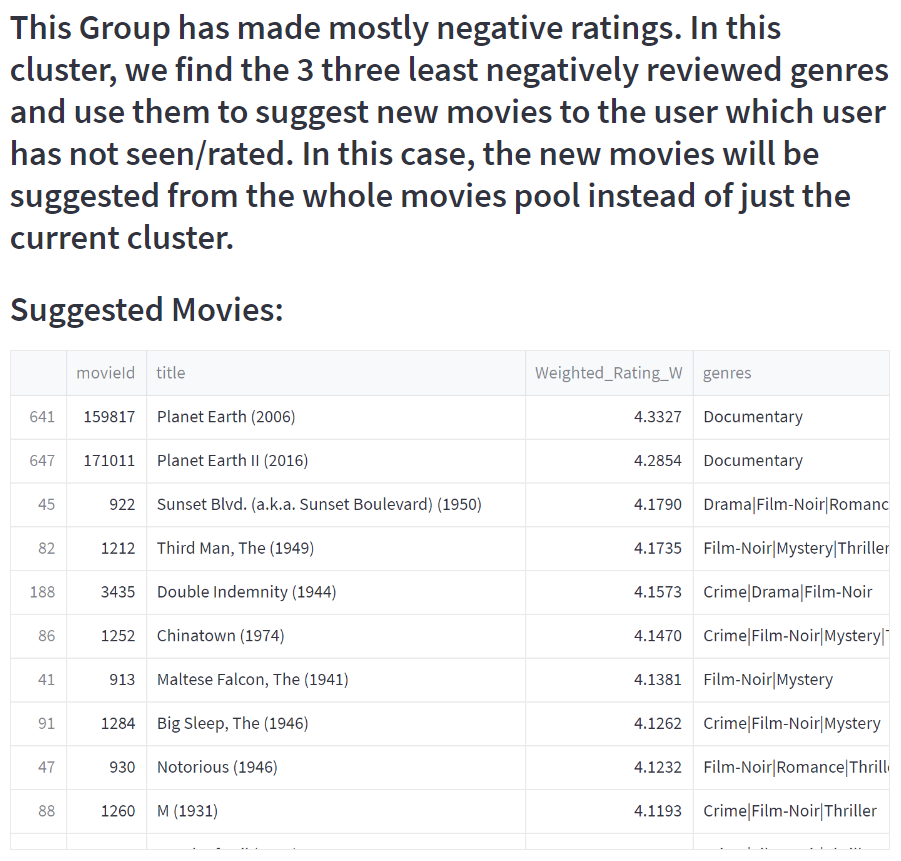 This Group has made mostly negative ratings. In this
cluster, we find the 3 three least negatively reviewed genres
and use them to suggest new movies to the user which user
has not seen/rated. In this case, the new movies will be
suggested from the whole movies pool instead of just the
current cluster.
Suggested Movies:
movieId title Weighted_Rating_W genres
641 159817 Planet Earth (2006) 4.3327 Documentary
647 171011 Planet Earth II (2016) 4.2854 Documentary
45 922 Sunset Blvd. (a.k.a. Sunset Boulevard) (1950) 4.1790 Drama|Film-Noir|Romanc
82 1212 Third Man, The (1949) 4.1735 Film-Noir|Mystery|Thriller
188 3435 Double Indemnity (1944) 4.1573 Crime|Drama|Film-Noir
86 1252 Chinatown (1974) 4.1470 Crime|Film-Noir|Mystery|
41 913 Maltese Falcon, The (1941) 4.1381 Film-Noir|Mystery
91 1284 Big Sleep, The (1946) 4.1262 Crime|Film-Noir|Mystery
47 930 Notorious (1946) 4.1232 Film-Noir|Romance|Thrill
88 1260 M (1931) 4.1193 Crime|Film-Noir|Thriller